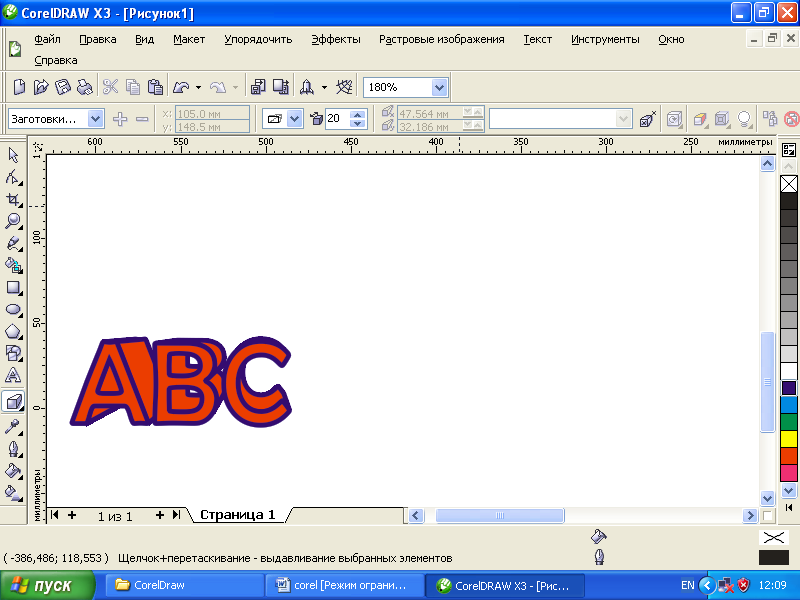 CorelDRAW X3 - [Рисунок1]
Файл Правка Вид Макет Упорядочить Эффекты Растровые изображения Текст Инструменты Окно
Справка
180%
Заготовки... x: 105.0 мм 20 47.564 мм
y: 148.5 мм 32.186 мм
600 550 500 450 400 350 300 250 миллиметры
100
50
0
миллиметры
ABC
1 из 1 Страница 1
( -386,486; 118,553 ) Щелчок+перетаскивание - выдавливание выбранных элементов
пуск CorelDraw corel [Режим ограни... CorelDRAW X3 - [Рис... EN 12:09